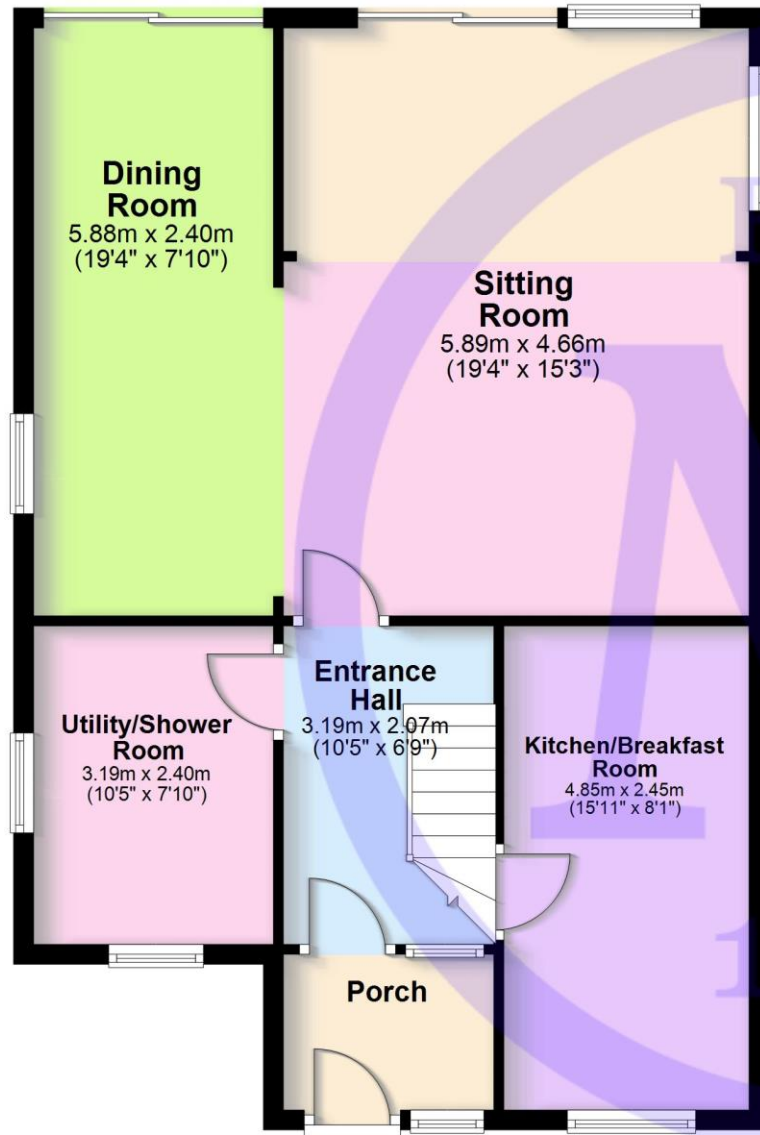 Dining
Room
5.88m x 2.40m
(19'4" x 7'10")
Sitting
Room
5.89m x 4.66m
(19'4" x 15'3")
Entrance
Hall
3.19m x 2.07m
(10'5" x 6'9")
Utility/Shower
Room
3.19m x 2.40m
(10'5" x 7'10")
Kitchen/Breakfast
Room
4.85m x 2.45m
(15'11" x 8'1")
Porch